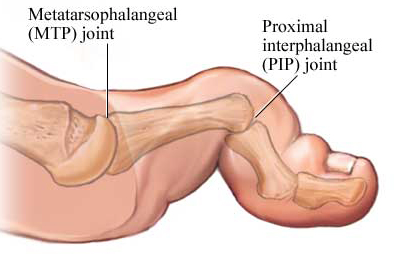 Metatarsophalangeal
(MTP) joint
Proximal
interphalangeal
(PIP) joint